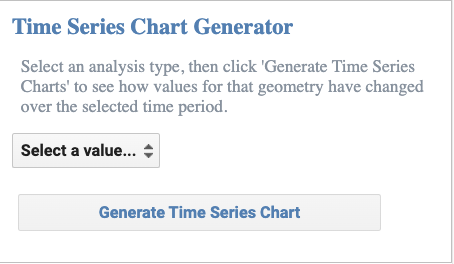 Time Series Chart Generator
Select an analysis type, then click 'Generate Time Series
Charts' to see how values for that geometry have changed
over the selected time period.
Select a value...
Generate Time Series Chart